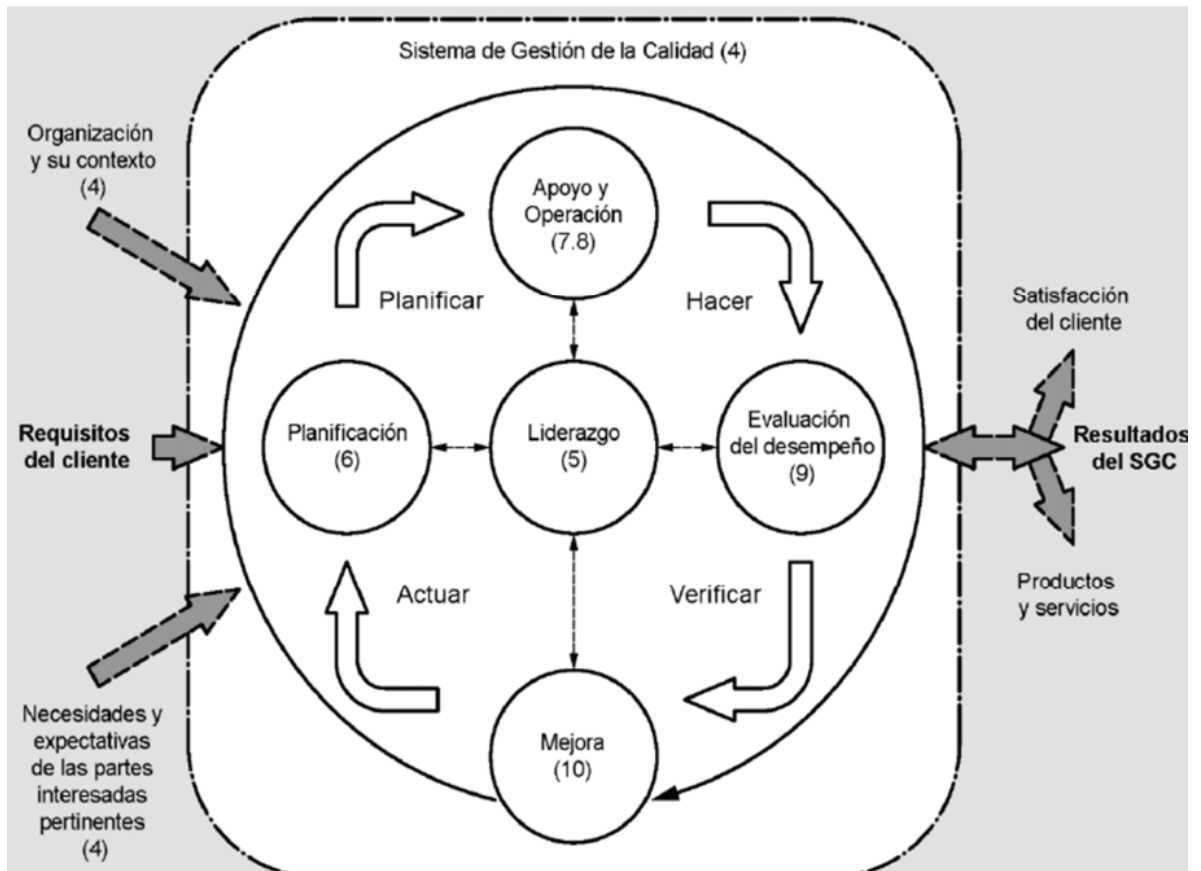 Sistema de Gestión de la Calidad (4)
Organización
y su contexto
(4)
Apoyo y
Operación
(7.8)
Planificar
Hacer
Satisfacción
del cliente
Requisitos
del cliente
Planificación
(6)
Liderazgo
(5)
Evaluación
del desempeño
(9)
Resultados
del SGC
Actuar
Verificar
Productos
y servicios
Necesidades y
expectativas
de las partes
interesadas
pertinentes
(4)
Mejora
(10)